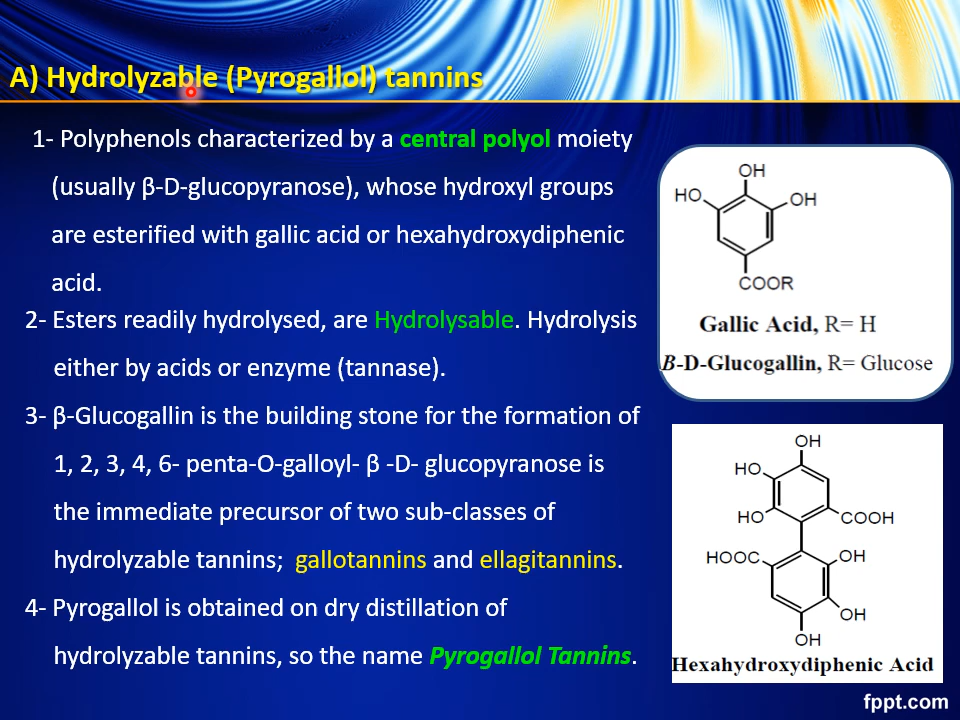 A) Hydrolyzable (Pyrogallol) tannins
1- Polyphenols characterized by a central polyol moiety
(usually β-D-glucopyranose), whose hydroxyl groups
are esterified with gallic acid or hexahydroxydiphenic
acid.
2- Esters readily hydrolysed, are Hydrolysable. Hydrolysis
either by acids or enzyme (tannase).
3- β-Glucogallin is the building stone for the formation of
1, 2, 3, 4, 6- penta-O-galloyl- β -D- glucopyranose is
the immediate precursor of two sub-classes of
hydrolyzable tannins; gallotannins and ellagitannins.
4- Pyrogallol is obtained on dry distillation of
hydrolyzable tannins, so the name Pyrogallol Tannins.
OH
HO
OH
COOR
Gallic Acid, R= H
B-D-Glucogallin, R= Glucose
OH
HO
HO
COOH
HOOC
OH
OH
OH
Hexahydroxydiphenic Acid
fppt.com